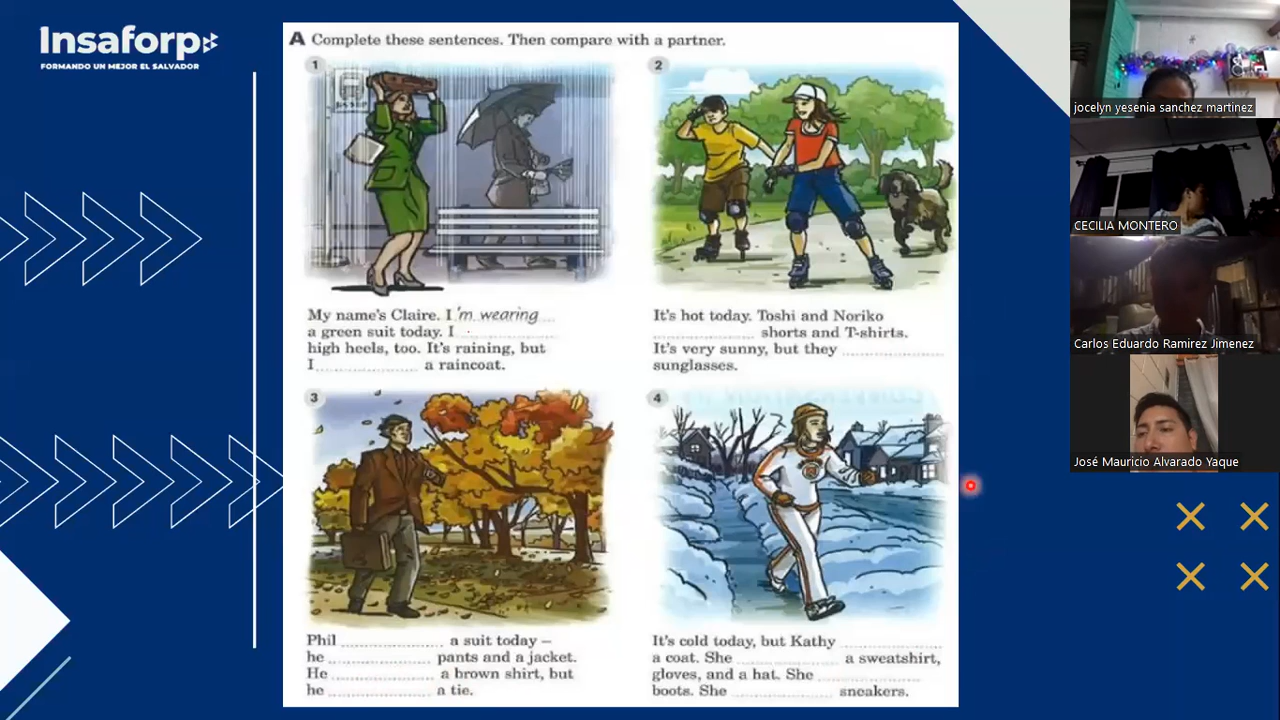 Insaforp
FORMANDO UN MEJOR EL SALVADOR
A Complete these sentences. Then compare with a partner.
1
My name's Claire. I 'm wearing
a green suit today. I
high heels, too. It's raining, but
I a raincoat.
2
It's hot today. Toshi and Noriko
shorts and T-shirts.
It's very sunny, but they
sunglasses.
3
Phil a suit today –
he pants and a jacket.
He a brown shirt, but
he a tie.
4
It's cold today, but Kathy
a coat. She a sweatshirt,
gloves, and a hat. She
boots. She sneakers.
jocelyn yesenia sanchez martinez
CECILIA MONTERO
Carlos Eduardo Ramirez Jimenez
José Mauricio Alvarado Yaque